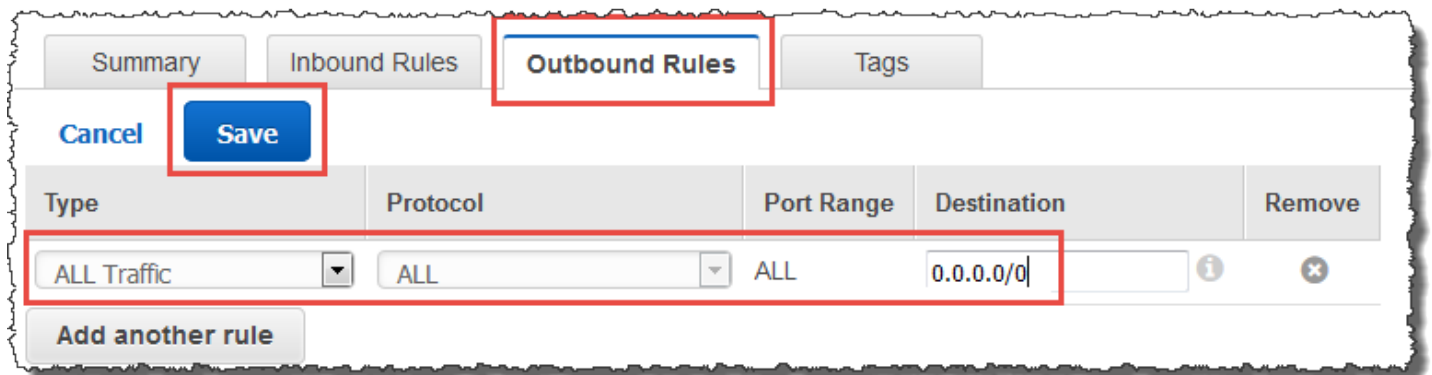 Summary Inbound Rules Outbound Rules Tags
Cancel Save
Type Protocol Port Range Destination Remove
ALL Traffic ALL ALL 0.0.0.0/0
Add another rule